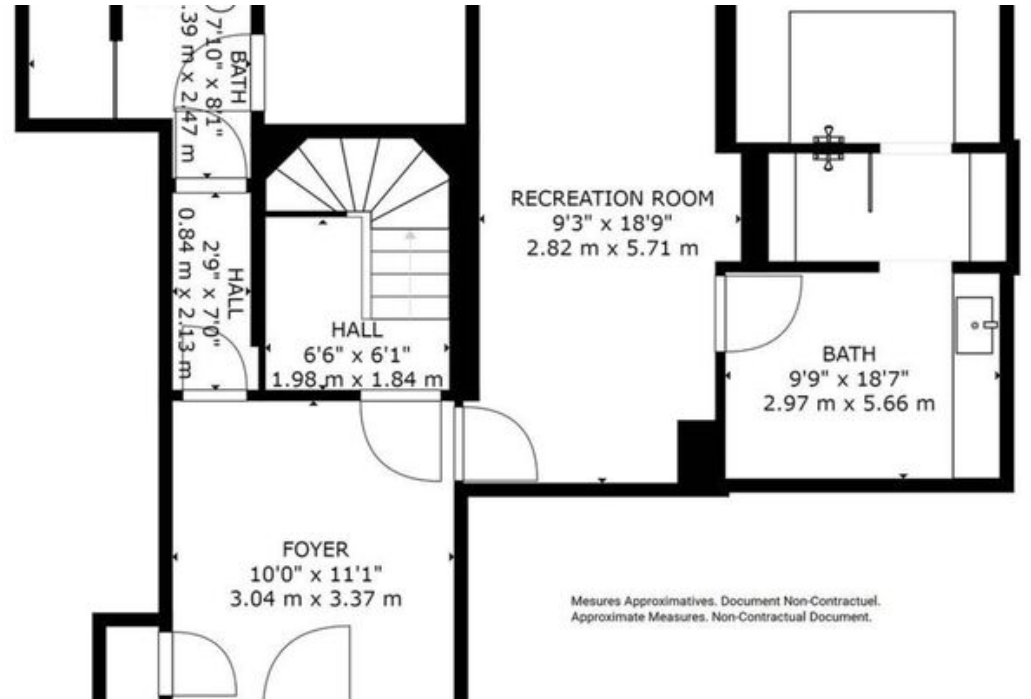 BATH
7'10" x 8'1"
.39 m x 2.47 m
RECREATION ROOM
9'3" x 18'9"
2.82 m x 5.71 m
HALL
2'9" x 7'0"
0.84 m x 2.13 m
HALL
6'6" x 6'1"
1.98 m x 1.84 m
BATH
9'9" x 18'7"
2.97 m x 5.66 m
FOYER
10'0" x 11'1"
3.04 m x 3.37 m
Mesures Approximatives. Document Non-Contractuel.
Approximate Measures. Non-Contractual Document.